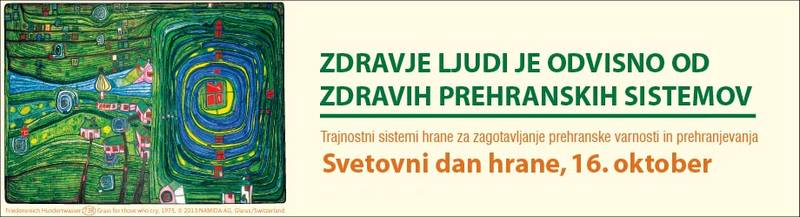 ZDRAVJE LJUDI JE ODVISNO OD
ZDRAVIH PREHRANSKIH SISTEMOV
Trajnostni sistemi hrane za zagotavljanje prehranske varnosti in prehranjevanja
Svetovni dan hrane, 16. oktober
Friedensreich Hundertwasser 738 Grass for those who cry, 1975, © 2013 NAMIDA AG, Glarus/Switzerland